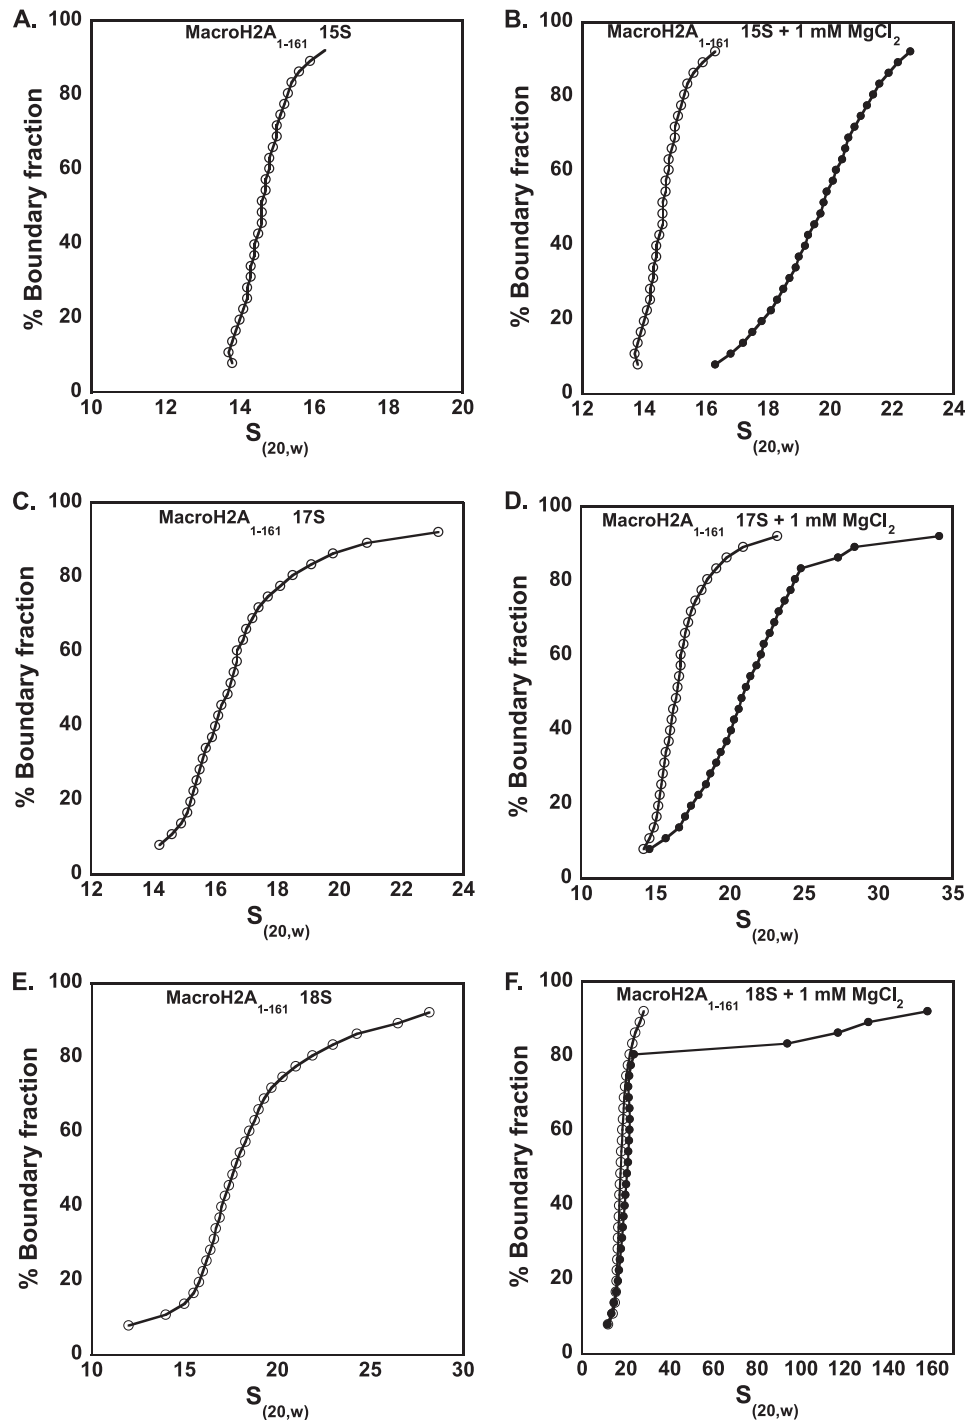 A.
MacroH2A1-161 15S
% Boundary fraction
100
80
60
40
20
0
10 12 14 16 18 20
S(20,w)
B.
MacroH2A1-161 15S + 1 mM MgCl2
% Boundary fraction
100
80
60
40
20
0
12 14 16 18 20 22 24
S(20,w)
C.
MacroH2A1-161 17S
% Boundary fraction
100
80
60
40
20
0
12 14 16 18 20 22 24
S(20,w)
D.
MacroH2A1-161 17S + 1 mM MgCl2
% Boundary fraction
100
80
60
40
20
0
10 15 20 25 30 35
S(20,w)
E.
MacroH2A1-161 18S
% Boundary fraction
100
80
60
40
20
0
10 15 20 25 30
S(20,w)
F.
MacroH2A1-161 18S + 1 mM MgCl2
% Boundary fraction
100
80
60
40
20
0
0 20 40 60 80 100 120 140 160
S(20,w)